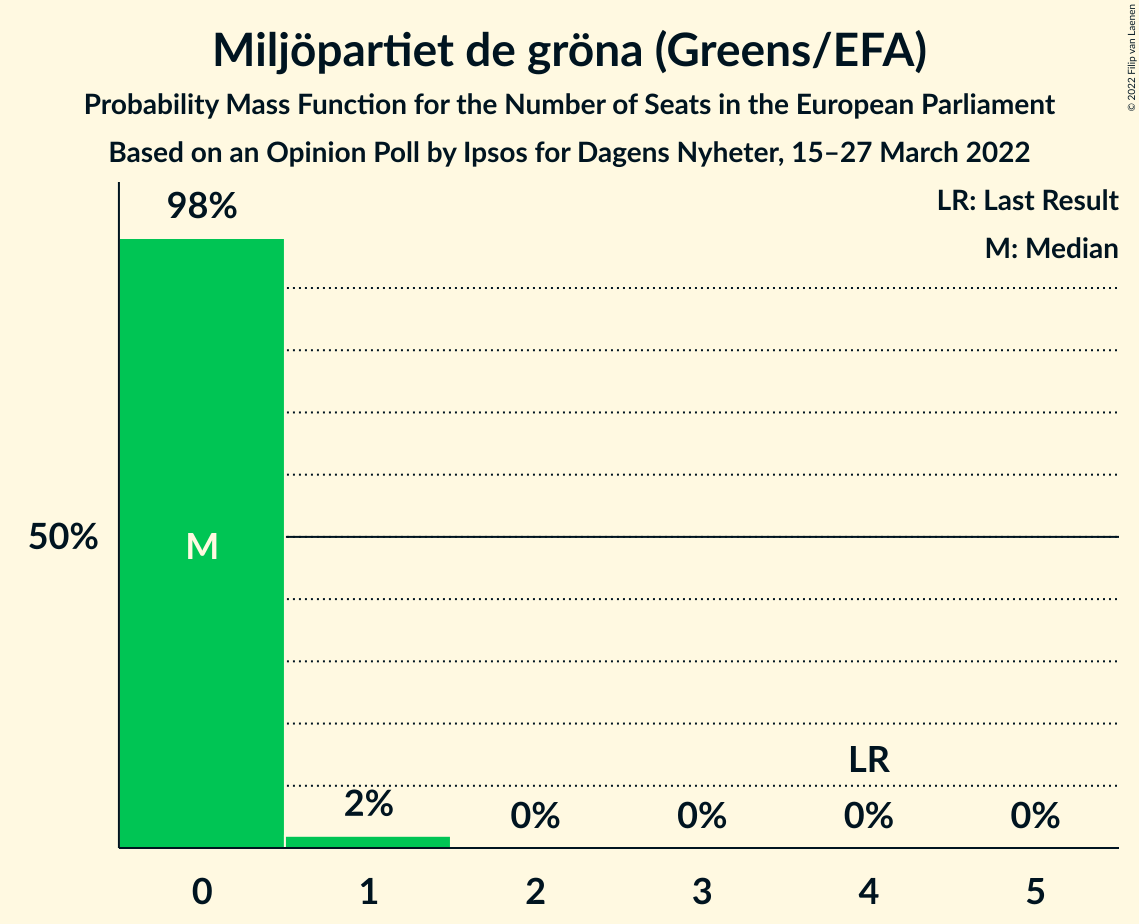 Miljöpartiet de gröna (Greens/EFA)
Probability Mass Function for the Number of Seats in the European Parliament
Based on an Opinion Poll by Ipsos for Dagens Nyheter, 15–27 March 2022
© 2022 Filip van Laenen
LR: Last Result
M: Median
98%
50%
M
LR
2%
0%
0%
0%
0%
0
1
2
3
4
5